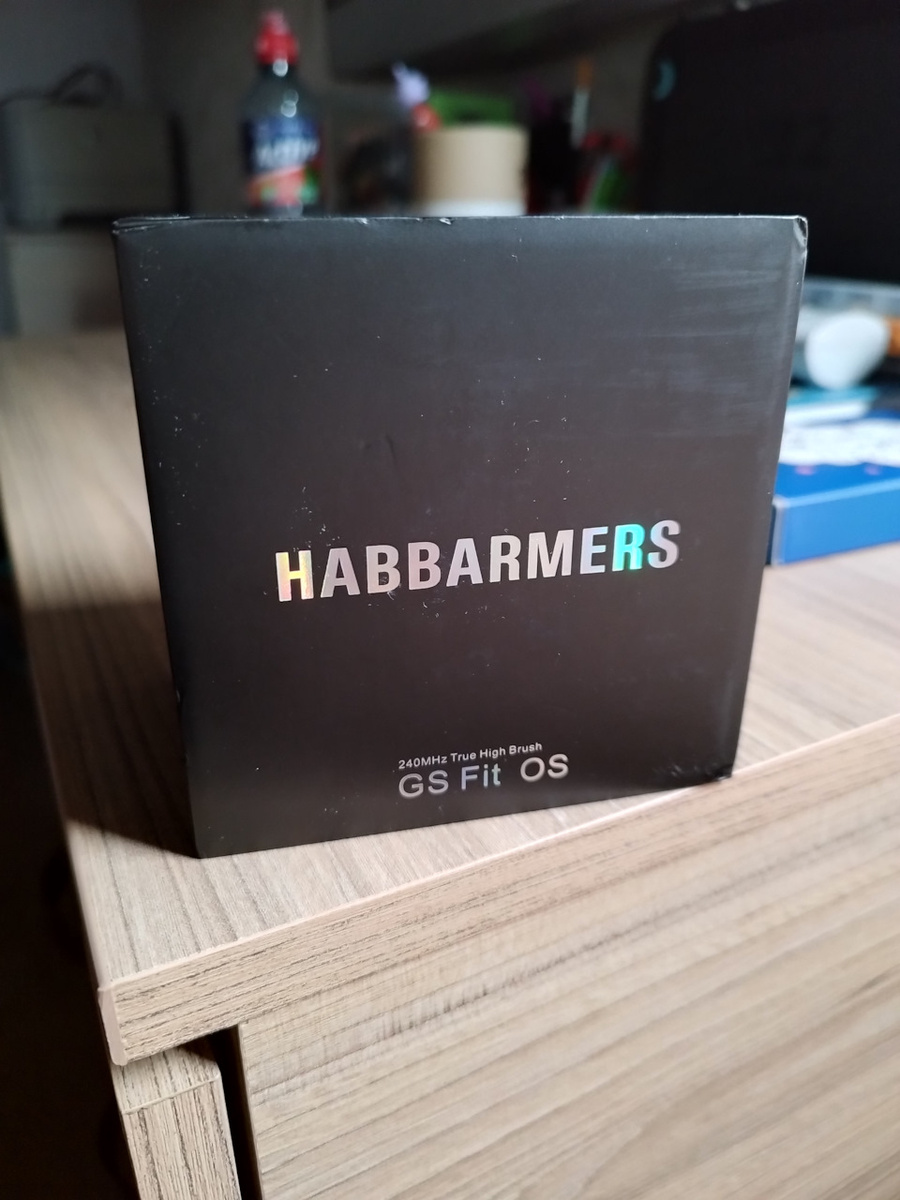 HABBARMERS
240MHz True High Brush
GS Fit OS